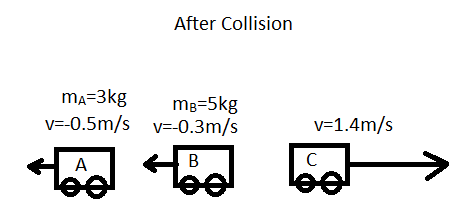 After Collision
mA=3kg
v=-0.5m/s
mB=5kg
v=-0.3m/s
v=1.4m/s
A
B
C